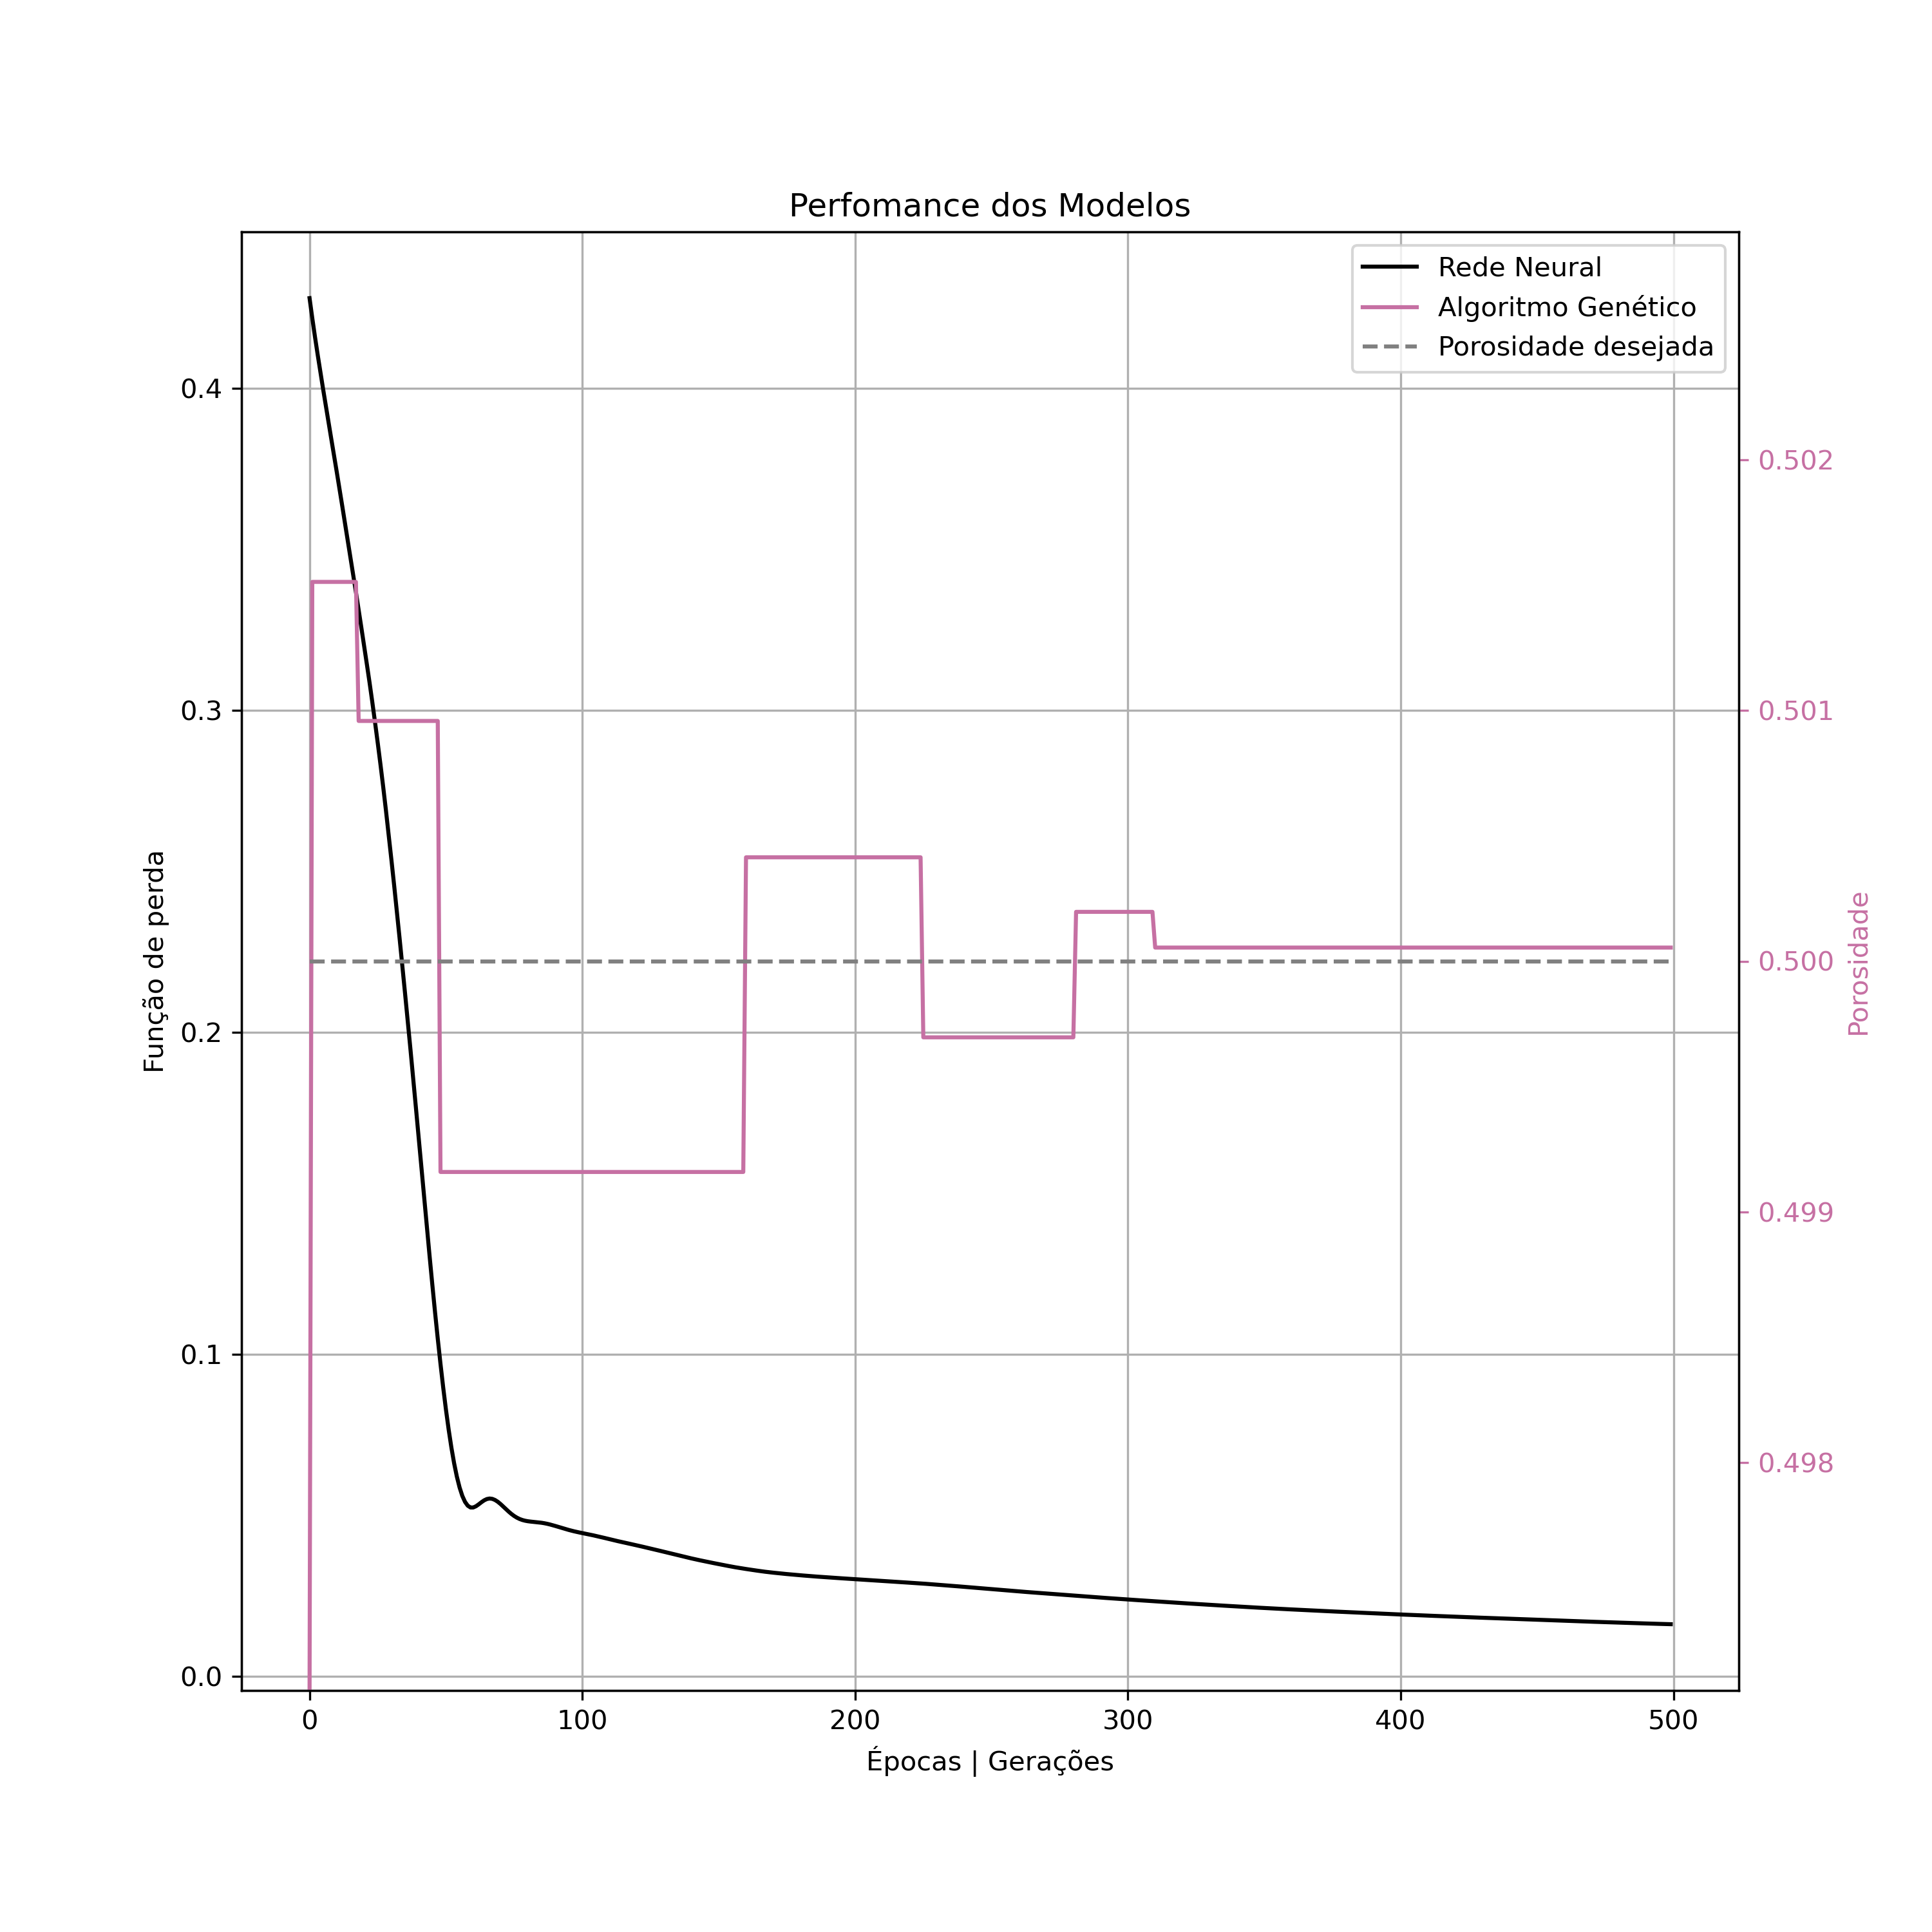 Perfomance dos Modelos
Rede Neural
Algoritmo Genético
Porosidade desejada
0.4
0.3
0.2
0.1
0.0
Função de perda
0.502
0.501
0.500
0.499
0.498
Porosidade
0 100 200 300 400 500
Épocas | Gerações